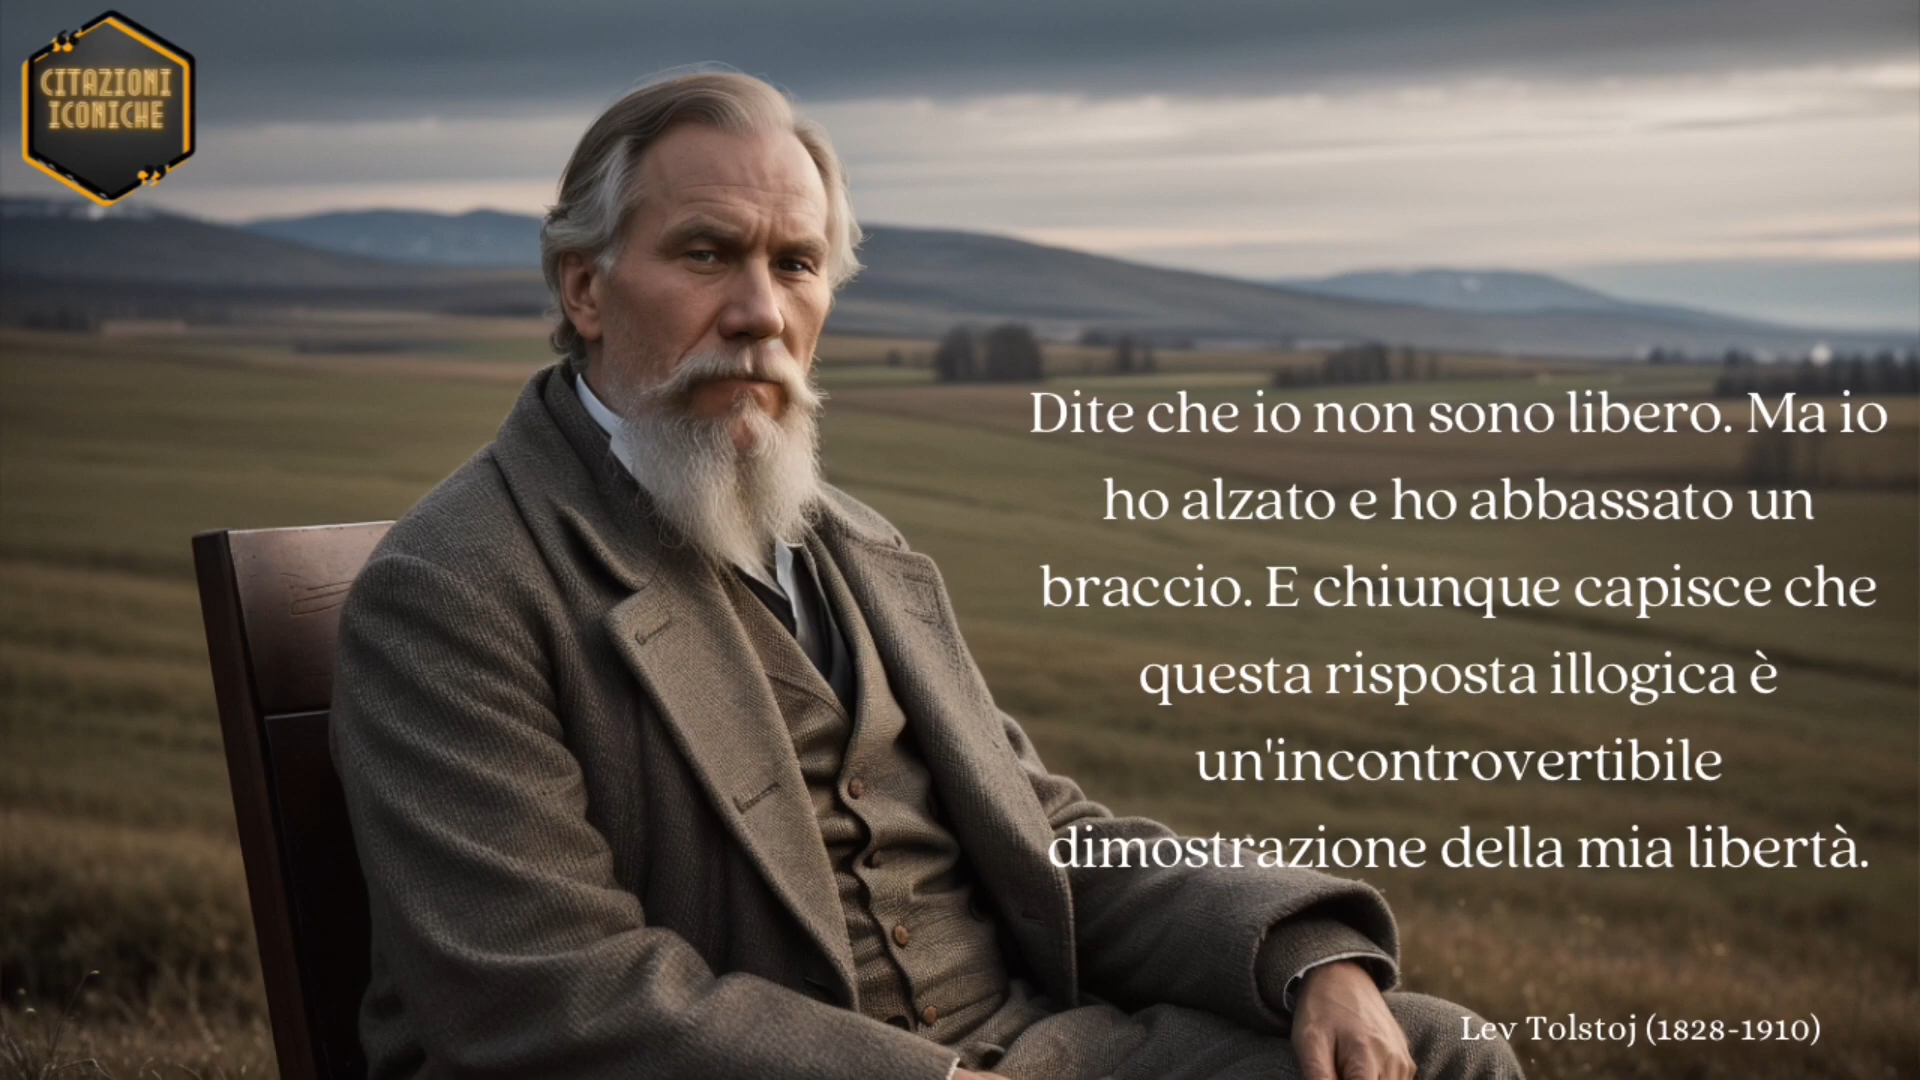 CITAZIONI
ICONICHE
Dite che io non sono libero. Ma io
ho alzato e ho abbassato un
braccio. E chiunque capisce che
questa risposta illogica è
un'incontrovertibile
dimostrazione della mia libertà.
Lev Tolstoj (1828-1910)